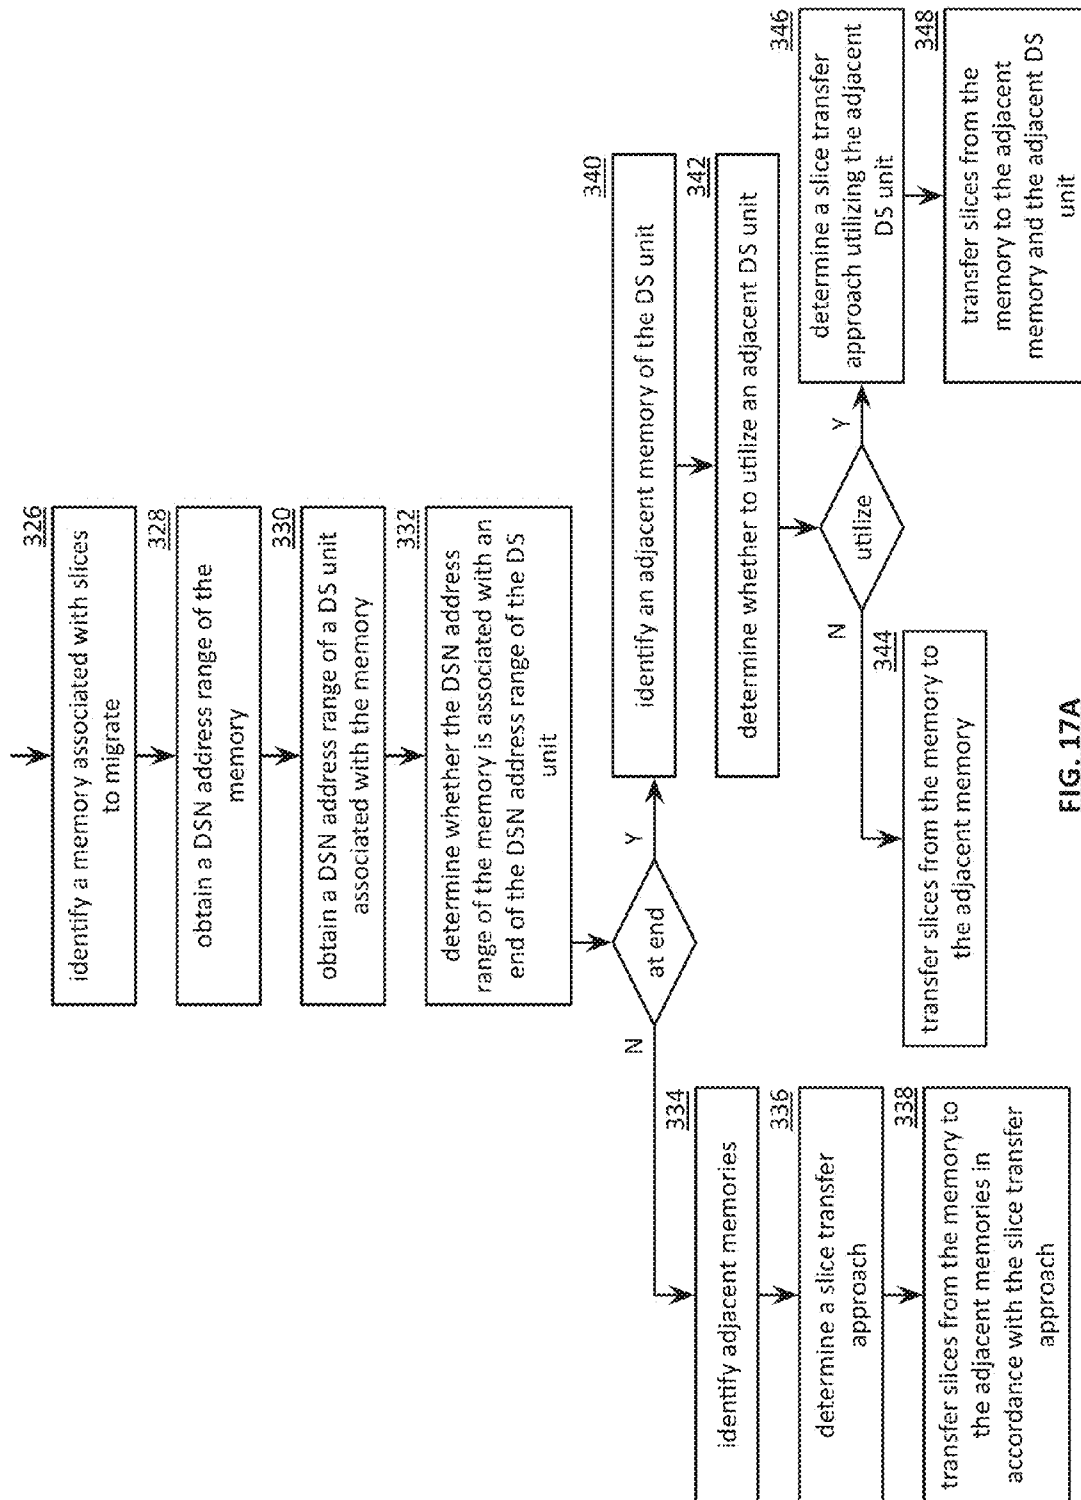 326
identify a memory associated with slices
to migrate
328
obtain a DSN address range of the
memory
330
obtain a DSN address range of a DS unit
associated with the memory
332
determine whether the DSN address
range of the memory is associated with an
end of the DSN address range of the DS
unit
at end
N
Y
334
identify adjacent memories
336
determine a slice transfer
approach
338
transfer slices from the memory to
the adjacent memories in
accordance with the slice transfer
approach
340
identify an adjacent memory of the DS unit
342
determine whether to utilize an adjacent DS unit
utilize
N
Y
344
transfer slices from the memory to
the adjacent memory
346
determine a slice transfer
approach utilizing the adjacent
DS unit
348
transfer slices from the
memory to the adjacent
memory and the adjacent DS
unit
FIG. 17A